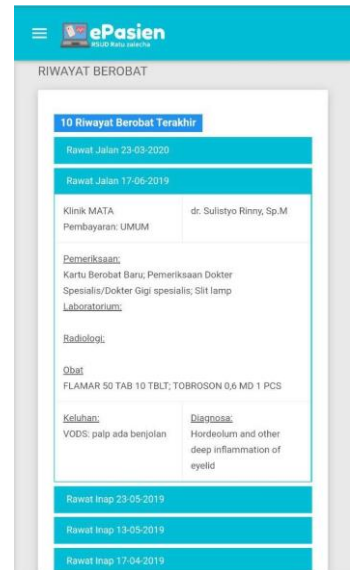 ePasien
RSUD Ratu zalecha
RIWAYAT BEROBAT
10 Riwayat Berobat Terakhir
Rawat Jalan 23-03-2020
Rawat Jalan 17-06-2019
Klinik MATA
Pembayaran: UMUM
dr. Sulistyo Rinny, Sp.M
Pemeriksaan:
Kartu Berobat Baru; Pemeriksaan Dokter
Spesialis/Dokter Gigi spesialis; Slit lamp
Laboratorium:
Radiologi:
Obat
FLAMAR 50 TAB 10 TBLT; TOBROSON 0,6 MD 1 PCS
Keluhan:
VODS: palp ada benjolan
Diagnosa:
Hordeolum and other
deep inflammation of
eyelid
Rawat Inap 23-05-2019
Rawat Inap 13-05-2019
Rawat Inap 17-04-2019